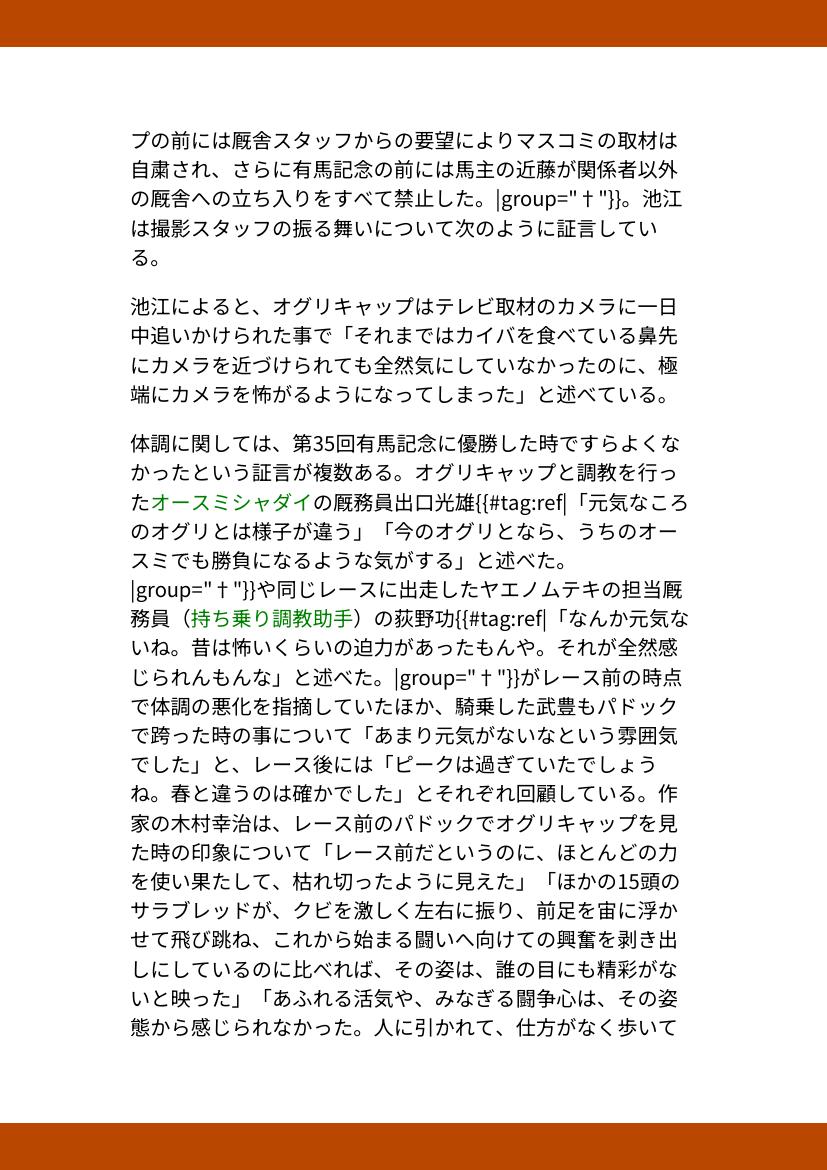 プの前には厩舎スタッフからの要望によりマスコミの取材は
自粛され、さらに有馬記念の前には馬主の近藤が関係者以外
の厩舎への立ち入りをすべて禁止した。|group="†"}}。池江
は撮影スタッフの振る舞いについて次のように証言してい
る。
池江によると、オグリキャップはテレビ取材のカメラに一日
中追いかけられた事で「それまではカイバを食べている鼻先
にカメラを近づけられても全然気にしていなかったのに、極
端にカメラを怖がるようになってしまった」と述べている。
体調に関しては、第35回有馬記念に優勝した時ですらよくな
かったという証言が複数ある。オグリキャップと調教を行っ
たオースミシャダイの厩務員出口光雄{{#tag:ref|「元気なころ
のオグリとは様子が違う」「今のオグリとなら、うちのオー
スミでも勝負になるような気がする」と述べた。
|group="†"}}や同じレースに出走したヤエノムテキの担当厩
務員（持ち乗り調教助手）の荻野功{{#tag:ref|「なんか元気な
いね。昔は怖いくらいの迫力があったもんや。それが全然感
じられんもんな」と述べた。|group="†"}}がレース前の時点
で体調の悪化を指摘していたほか、騎乗した武豊もパドック
で跨った時の事について「あまり元気がないなという雰囲気
でした」と、レース後には「ピークは過ぎていたでしょう
ね。春と違うのは確かでした」とそれぞれ回顧している。作
家の木村幸治は、レース前のパドックでオグリキャップを見
た時の印象について「レース前だというのに、ほとんどの力
を使い果たして、枯れ切ったように見えた」「ほかの15頭の
サラブレッドが、クビを激しく左右に振り、前足を宙に浮か
せて飛び跳ね、これから始まる闘いへ向けての興奮を剥き出
しにしているのに比べれば、その姿は、誰の目にも精彩がな
いと映った」「あふれる活気や、みなぎる闘争心は、その姿
態から感じられなかった。人に引かれて、仕方がなく歩いて